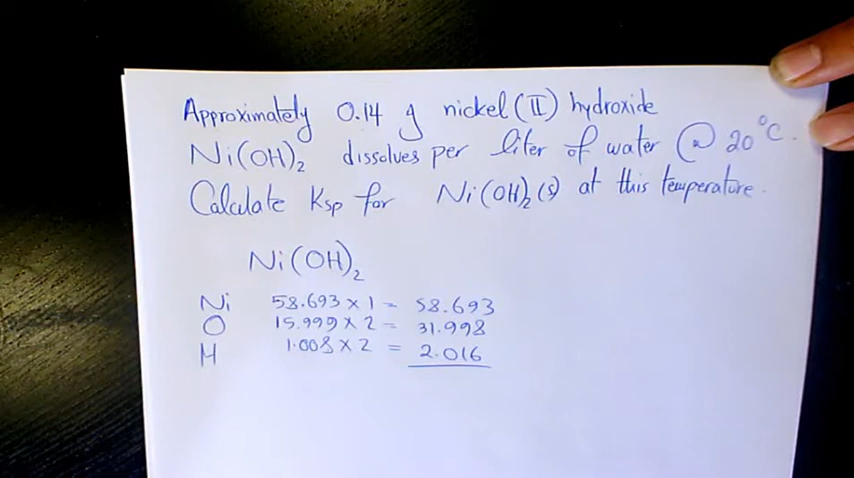 Approximately 0.14 g nickel (II) hydroxide
Ni(OH)₂ dissolves per liter of water @ 20°C.
Calculate Ksp for Ni(OH)₂(s) at this temperature.
Ni(OH)₂
Ni 58.693 x 1 = 58.693
O 15.999 x 2 = 31.998
H 1.008 x 2 = 2.016